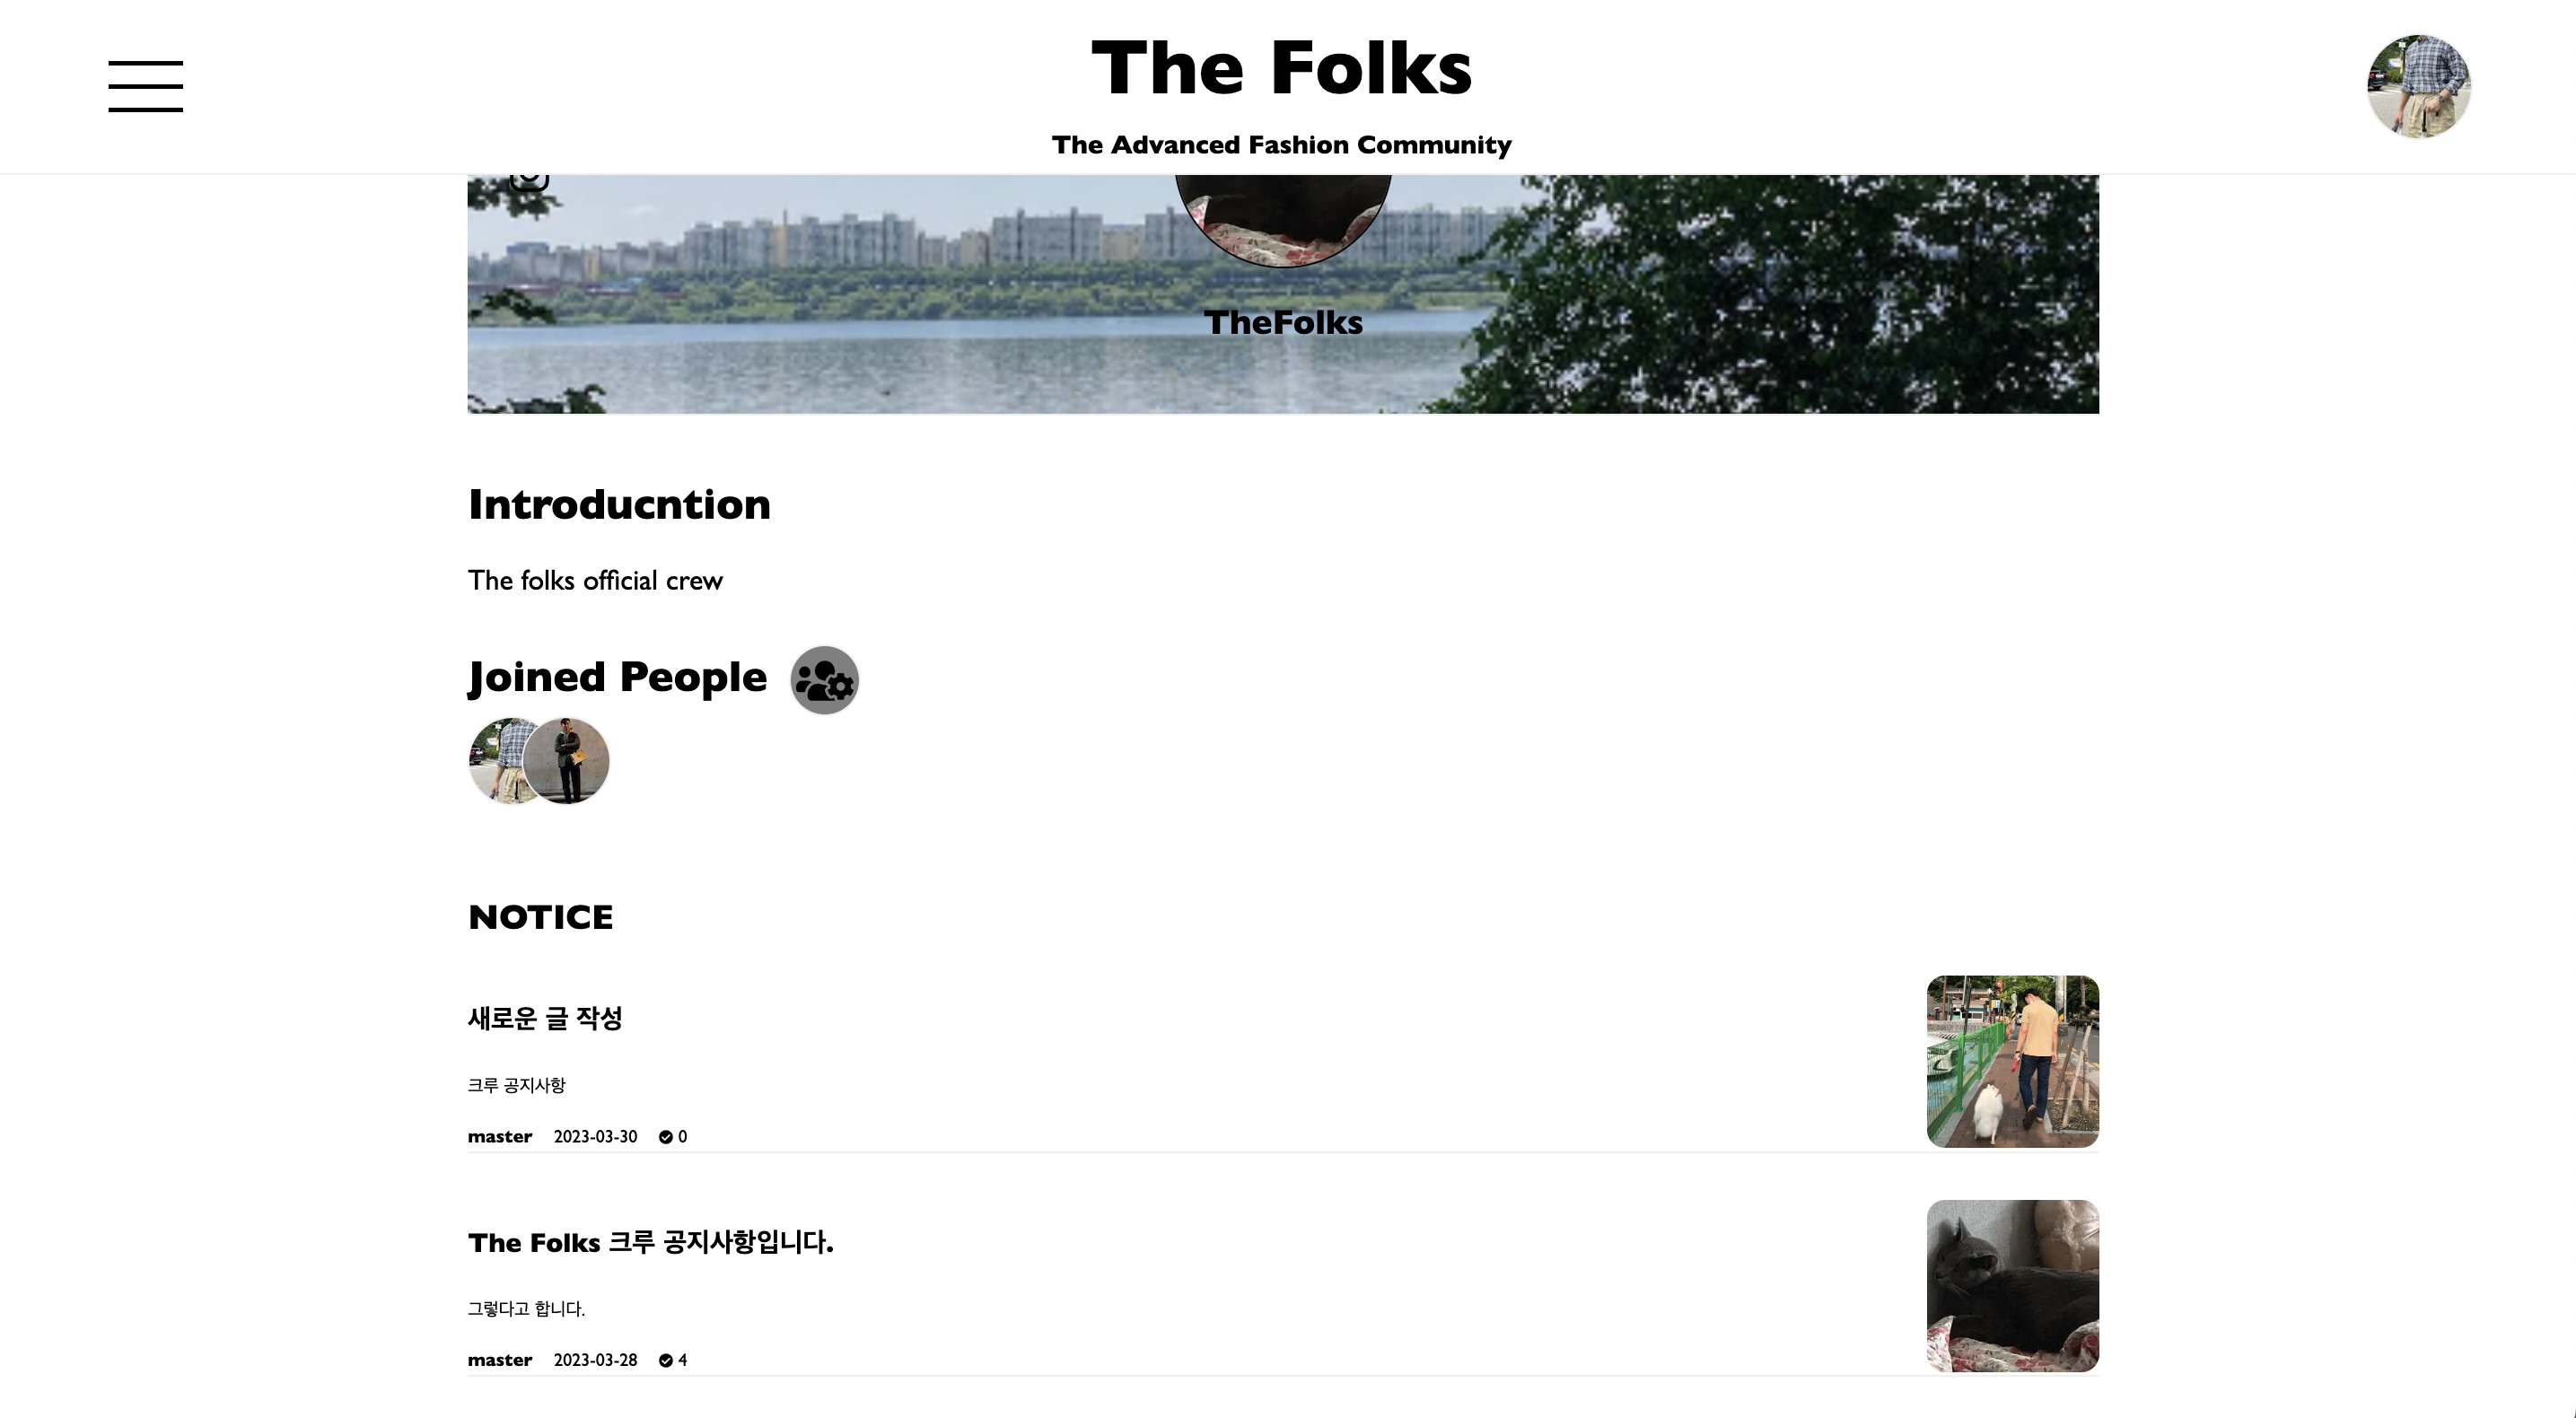 The Folks
The Advanced Fashion Community
TheFolks
Introducntion
The folks official crew
Joined People
NOTICE
새로운 글 작성
크루 공지사항
master 2023-03-30 0
The Folks 크루 공지사항입니다.
그렇다고 합니다.
master 2023-03-28 4